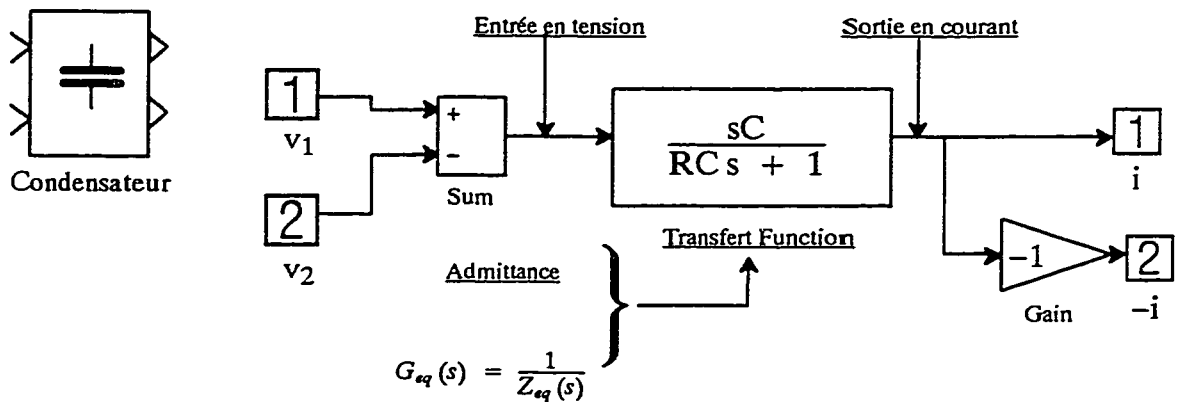 Condensateur
Entrée en tension
Sortie en courant
1
v1
2
v2
+
−
Sum
sC
RC s + 1
Transfert Function
1
i
-1
Gain
2
-i
Admittance
Geq (s) = 1
Zeq (s)